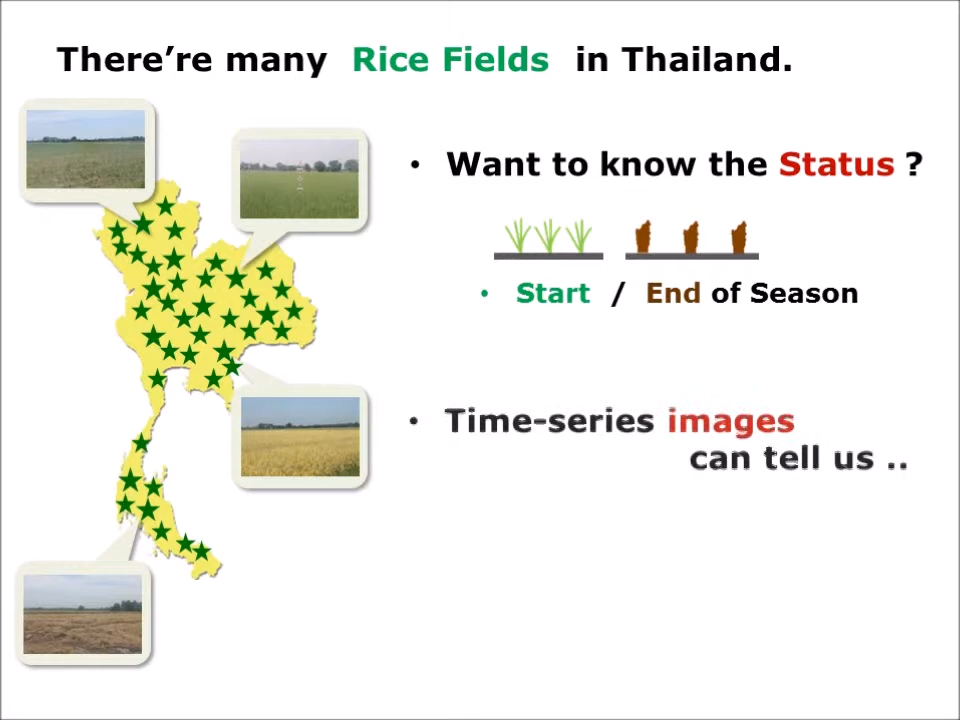 There’re many Rice Fields in Thailand.
• Want to know the Status ?
• Start / End of Season
• Time-series images
can tell us ..